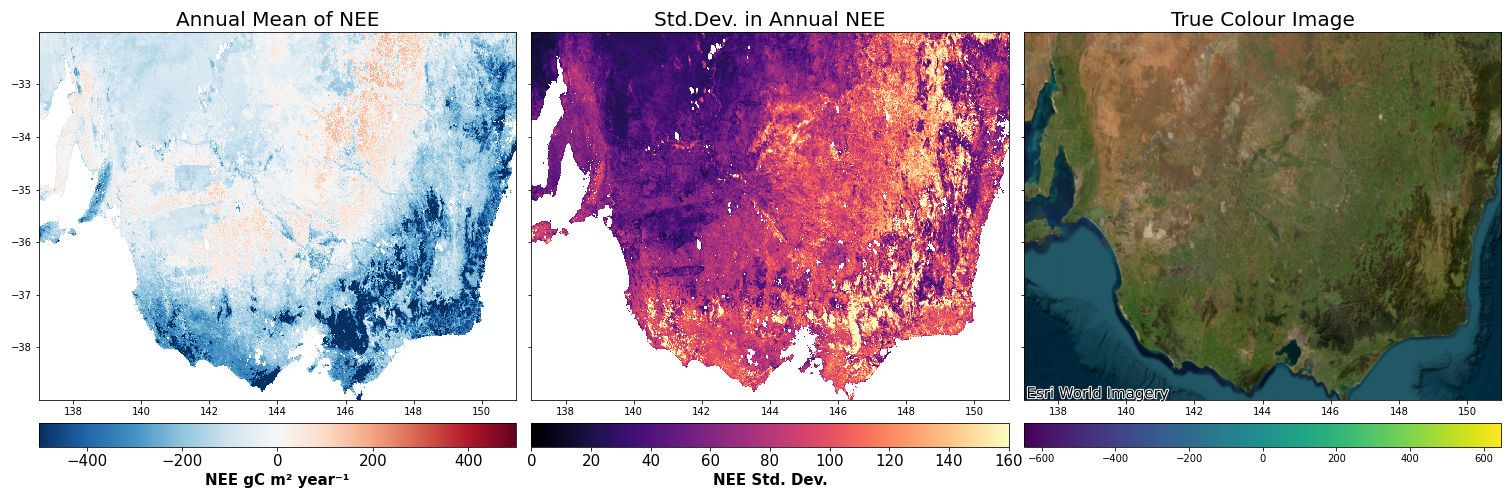 Annual Mean of NEE
Std.Dev. in Annual NEE
True Colour Image
−33
−34
−35
−36
−37
−38
138 140 142 144 146 148 150
138 140 142 144 146 148 150
138 140 142 144 146 148 150
Esri World Imagery
−400 −200 0 200 400
NEE gC m² year⁻¹
0 20 40 60 80 100 120 140 160
NEE Std. Dev.
−600 −400 −200 0 200 400 600